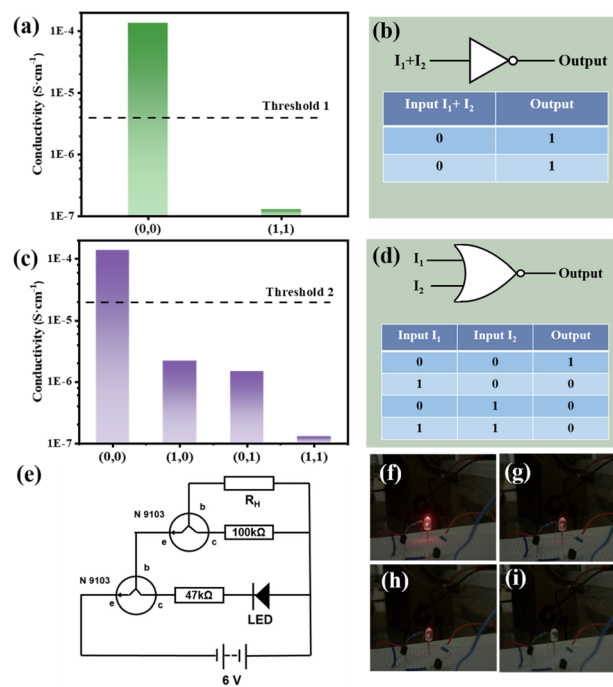 (a)
Conductivity (S·cm⁻¹)
1E-4
1E-5
1E-6
1E-7
Threshold 1
(0,0) (1,1)
(b)
I₁+I₂ Output
Input I₁+ I₂ Output
0 1
0 1
(c)
Conductivity (S·cm⁻¹)
1E-4
1E-5
1E-6
1E-7
Threshold 2
(0,0) (1,0) (0,1) (1,1)
(d)
I₁
I₂
Output
Input I₁ Input I₂ Output
0 0 1
1 0 0
0 1 0
1 1 0
(e)
N 9103
b
e
c
R_H
100kΩ
N 9103
b
e
c
47kΩ
LED
6 V
(f)
(g)
(h)
(i)